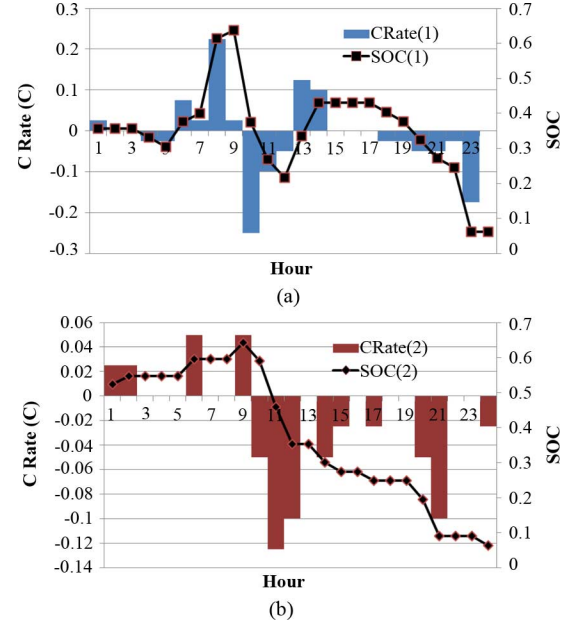 (a)
0.3
0.2
0.1
0
-0.1
-0.2
-0.3
C Rate (C)
CRate(1)
SOC(1)
1 3 5 7 9 11 13 15 17 19 21 23
0.7
0.6
0.5
0.4
0.3
0.2
0.1
0
SOC
Hour
(a)
0.06
0.04
0.02
0
-0.02
-0.04
-0.06
-0.08
-0.1
-0.12
-0.14
C Rate (C)
CRate(2)
SOC(2)
1 3 5 7 9 11 13 15 17 19 21 23
0.7
0.6
0.5
0.4
0.3
0.2
0.1
0
SOC
Hour
(b)